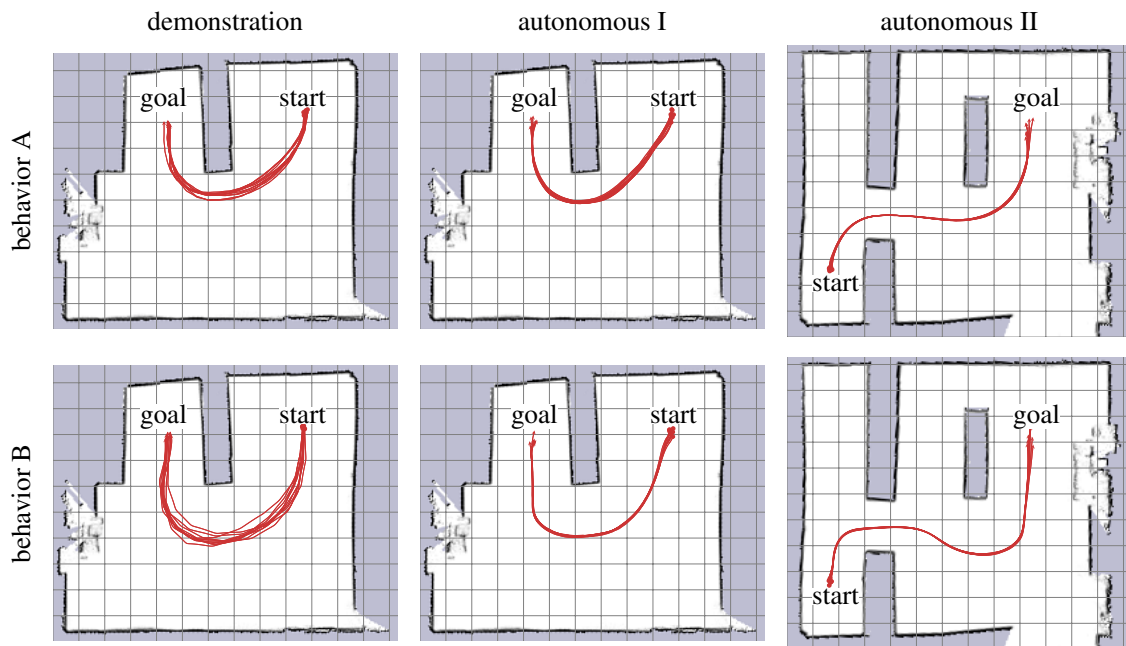 demonstration
autonomous I
autonomous II
behavior A
goal
start
goal
start
goal
start
behavior B
goal
start
goal
start
goal
start